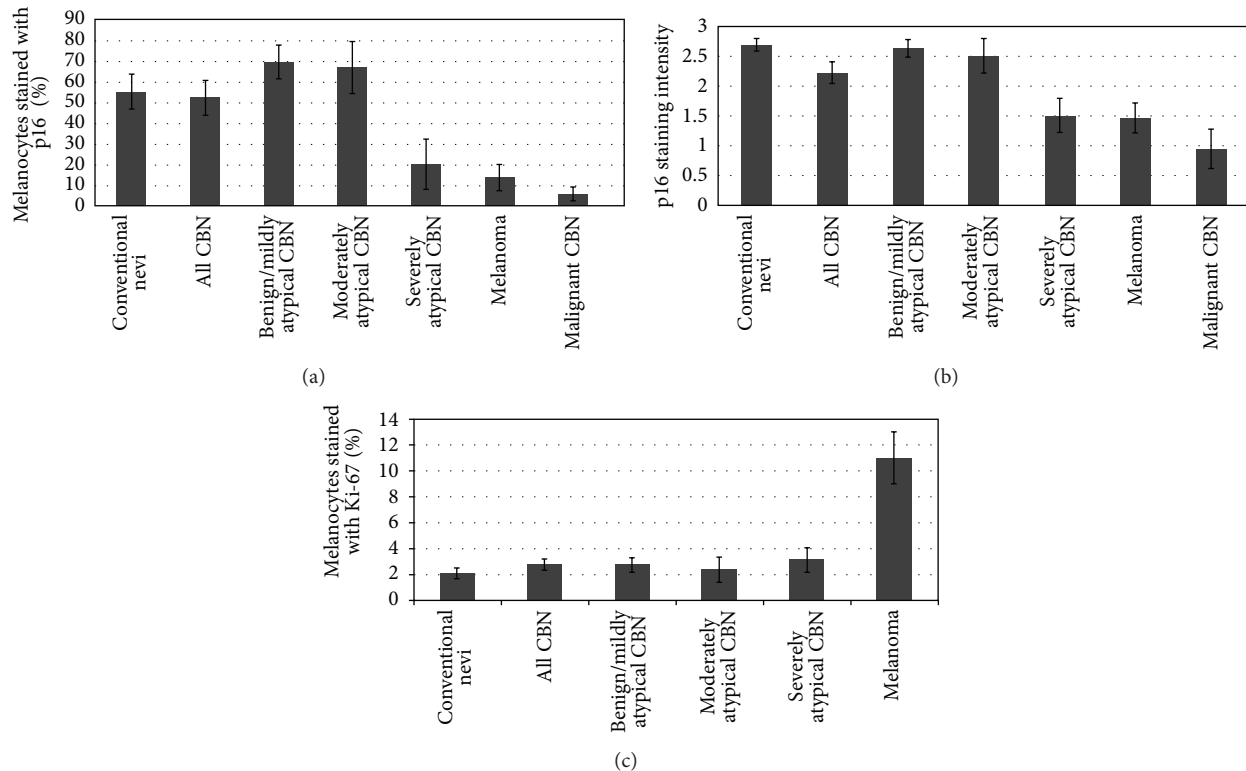 Melanocytes stained with
p16 (%)
90
80
70
60
50
40
30
20
10
0
Conventional
nevi
All CBN
Benign/mildly
atypical CBN
Moderately
atypical CBN
Severely
atypical CBN
Melanoma
Malignant CBN
(a)
p16 staining intensity
3
2.5
2
1.5
1
0.5
0
Conventional
nevi
All CBN
Benign/mildly
atypical CBN
Moderately
atypical CBN
Severely
atypical CBN
Melanoma
Malignant CBN
(b)
Melanocytes stained
with Ki-67 (%)
14
12
10
8
6
4
2
0
Conventional
nevi
All CBN
Benign/mildly
atypical CBN
Moderately
atypical CBN
Severely
atypical CBN
Melanoma
(c)